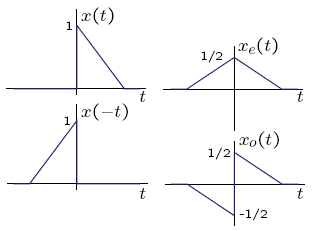 x(t)
1
t
x(−t)
1
t
x_e(t)
1/2
t
x_o(t)
1/2
t
-1/2